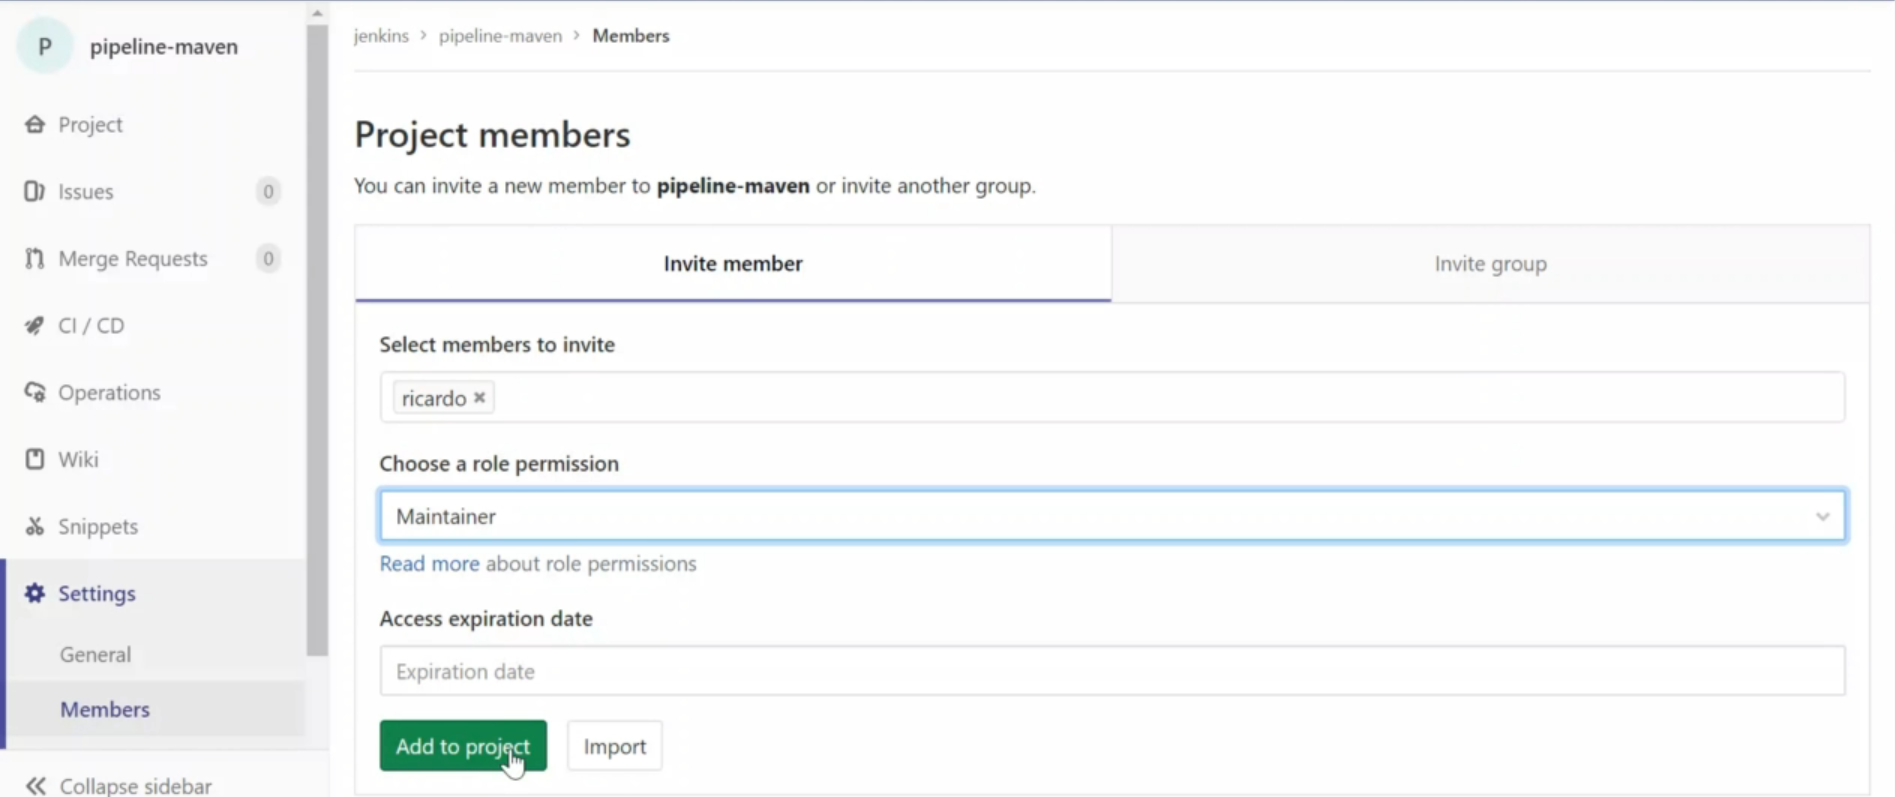 P pipeline-maven
Project
Issues 0
Merge Requests 0
CI / CD
Operations
Wiki
Snippets
Settings
General
Members
Collapse sidebar
jenkins > pipeline-maven > Members
Project members
You can invite a new member to pipeline-maven or invite another group.
Invite member Invite group
Select members to invite
ricardo ×
Choose a role permission
Maintainer
Read more about role permissions
Access expiration date
Expiration date
Add to project Import